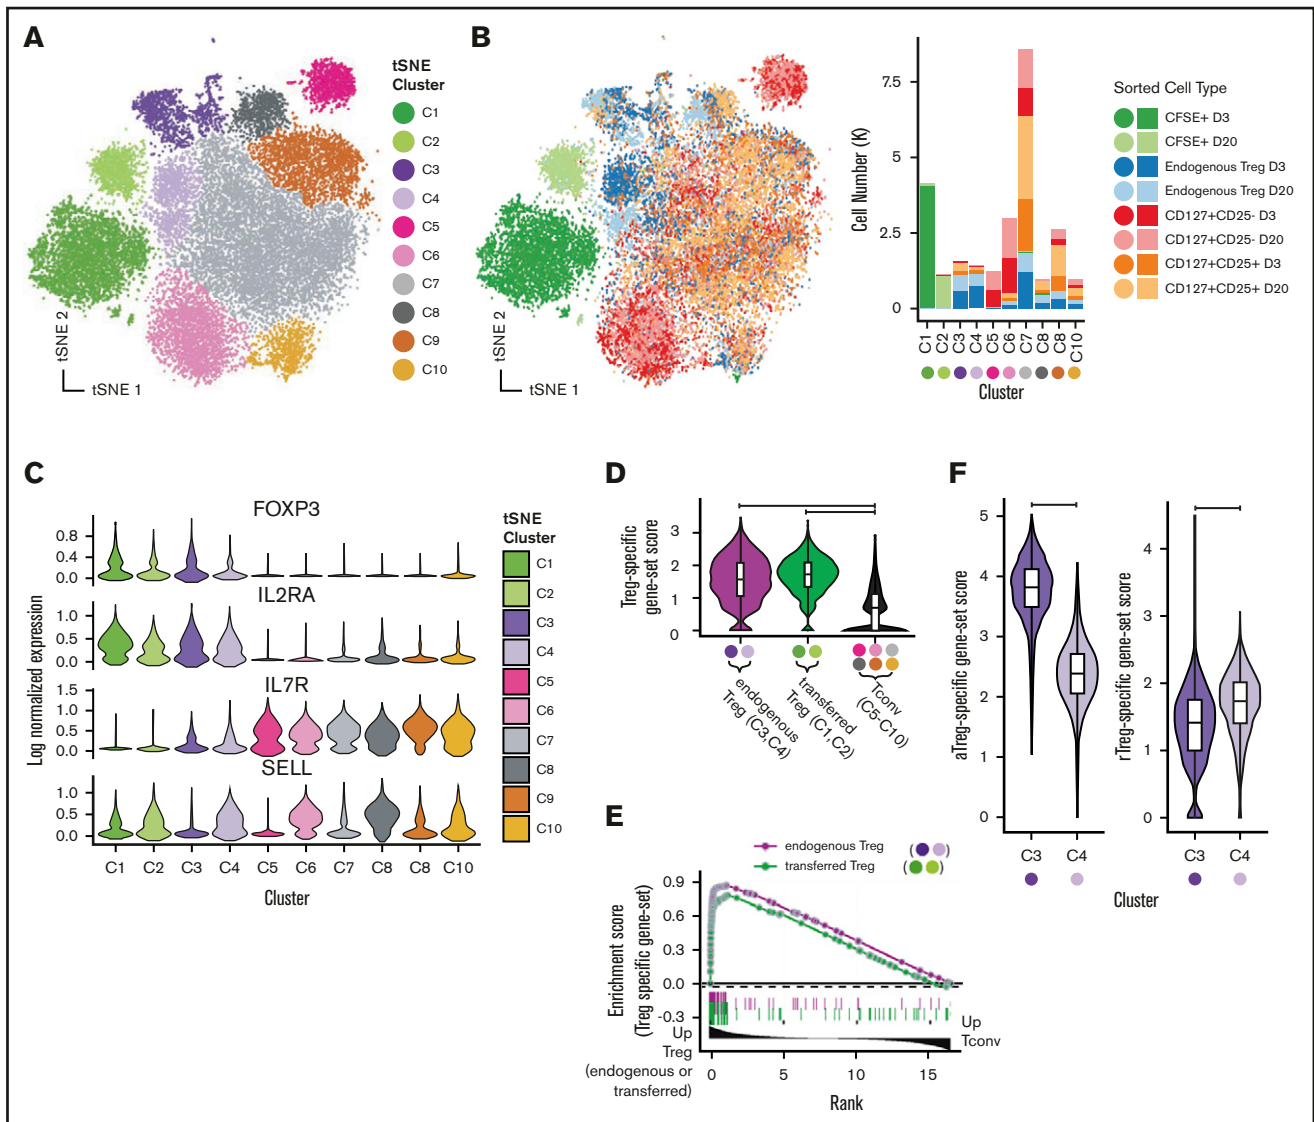 A
tSNE
Cluster
C1
C2
C3
C4
C5
C6
C7
C8
C9
C10
tSNE 2
tSNE 1
B
tSNE 2
tSNE 1
Cell Number (K)
7.5
5
2.5
0
C1
C2
C3
C4
C5
C6
C7
C8
C8
C10
Cluster
Sorted Cell Type
CFSE+ D3
CFSE+ D20
Endogenous Treg D3
Endogenous Treg D20
CD127+CD25- D3
CD127+CD25- D20
CD127+CD25+ D3
CD127+CD25+ D20
C
Log normalized expression
FOXP3
0.8
0.4
0.0
IL2RA
1.0
0.5
0.0
IL7R
1.5
1.0
0.5
0.0
SELL
1.0
0.5
0.0
C1 C2 C3 C4 C5 C6 C7 C8 C8 C10
Cluster
tSNE
Cluster
C1
C2
C3
C4
C5
C6
C7
C8
C9
C10
D
Treg-specific
gene-set score
3
2
1
0
endogenous
Treg (C3,C4)
transferred
Treg (C1,C2)
Tconv
(C5-C10)
E
endogenous Treg ( )
transferred Treg ( )
Enrichment score
(Treg specific gene-set)
0.9
0.6
0.3
0.0
-0.3
Up
Treg
(endogenous or
transferred)
Up
Tconv
0 5 10 15
Rank
F
aTreg-specific gene-set score
5
4
3
2
1
0
C3 C4
rTreg-specific gene-set score
4
3
2
1
0
C3 C4
Cluster